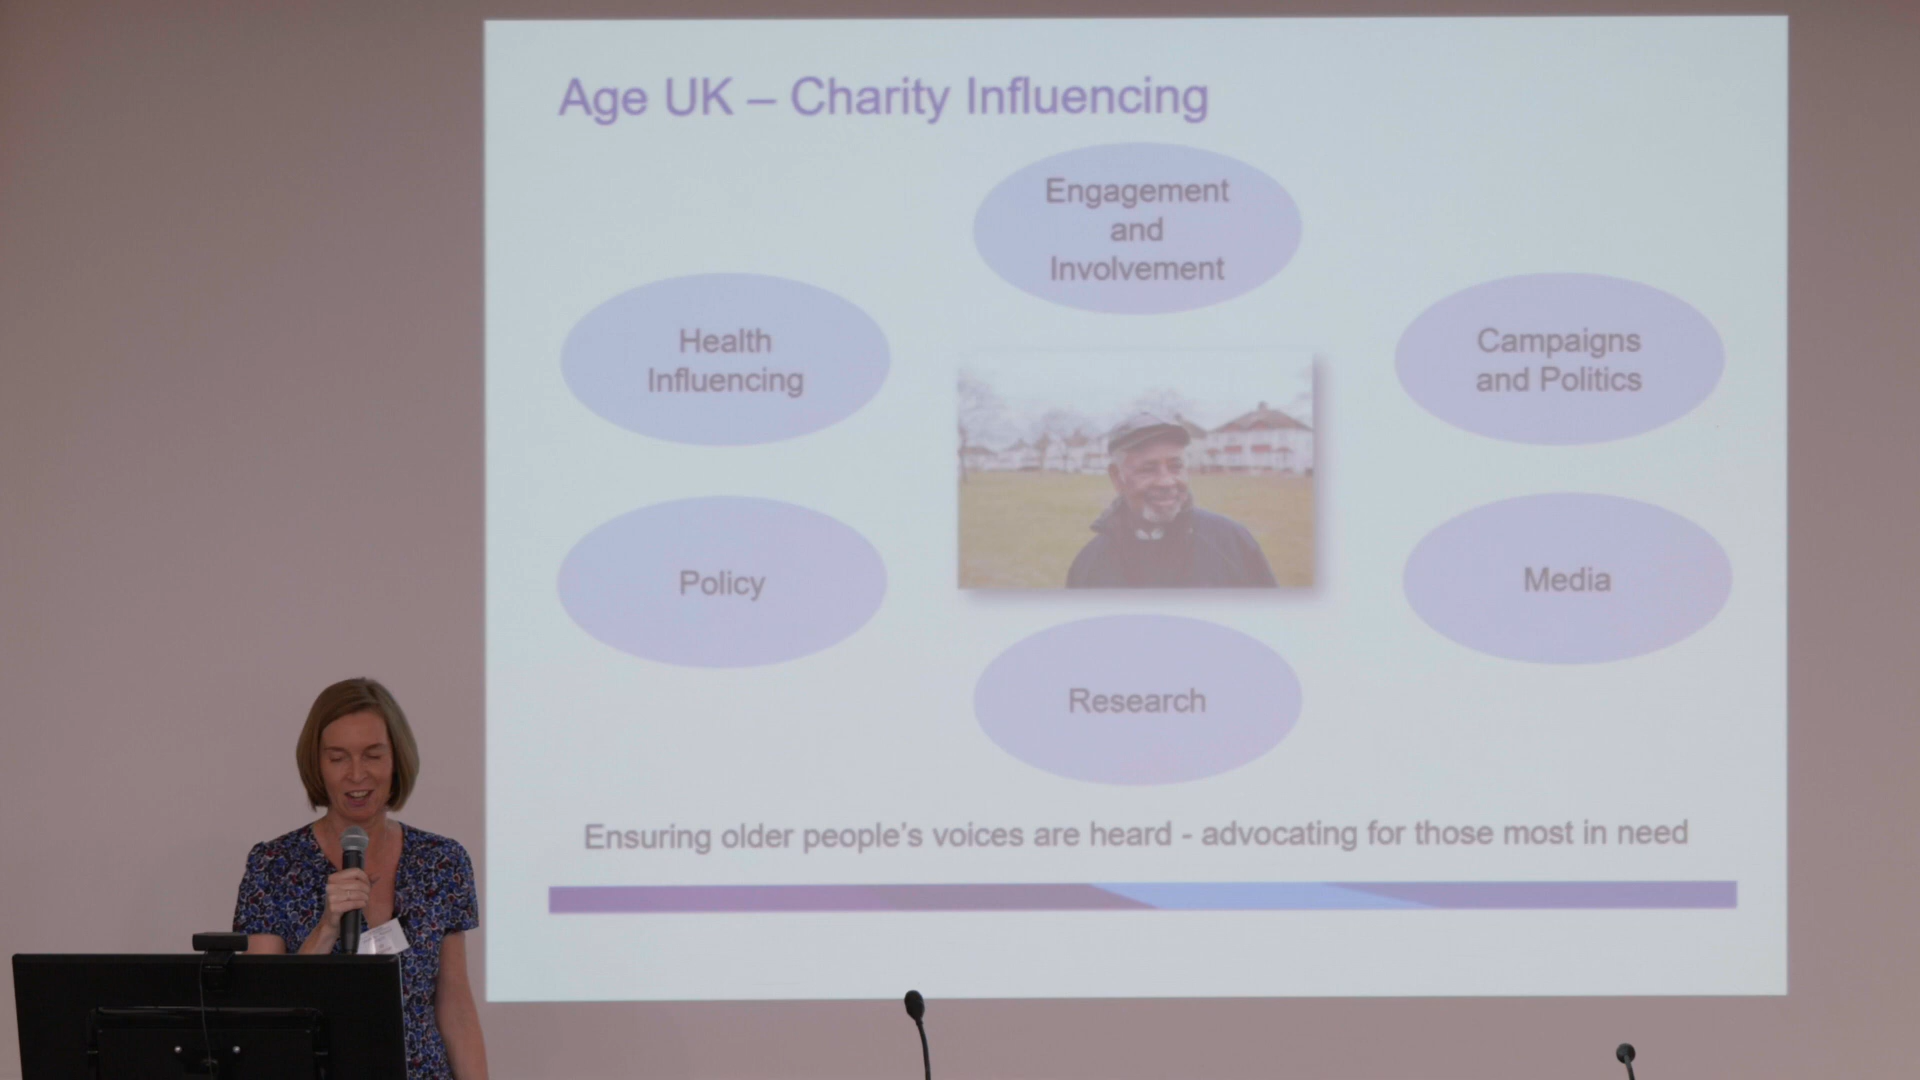 Age UK – Charity Influencing
Engagement
and
Involvement
Health
Influencing
Campaigns
and Politics
Policy
Media
Research
Ensuring older people's voices are heard - advocating for those most in need